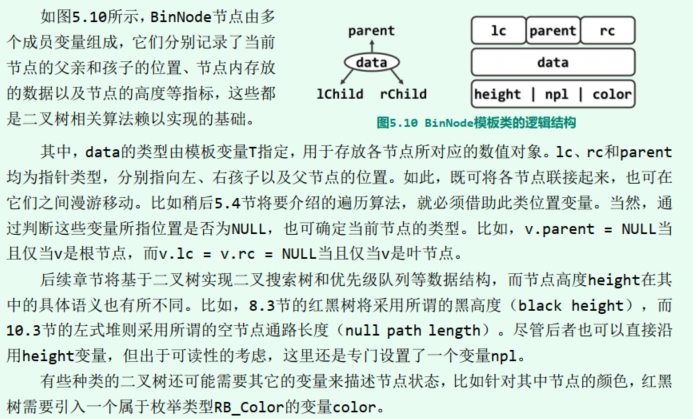 如图5.10所示，BinNode节点由多
个成员变量组成，它们分别记录了当前
节点的父亲和孩子的位置、节点内存放
的数据以及节点的高度等指标，这些都
是二叉树相关算法赖以实现的基础。
parent
data
lChild rChild
lc parent rc
data
height | npl | color
图5.10 BinNode模板类的逻辑结构
其中，data的类型由模板变量T指定，用于存放各节点所对应的数值对象。lc、rc和parent
均为指针类型，分别指向左、右孩子以及父节点的位置。如此，既可将各节点联接起来，也可在
它们之间漫游移动。比如稍后5.4节将要介绍的遍历算法，就必须借助此类位置变量。当然，通
过判断这些变量所指位置是否为NULL，也可确定当前节点的类型。比如，v.parent = NULL当
且仅当v是根节点，而v.lc = v.rc = NULL当且仅当v是叶节点。
后续章节将基于二叉树实现二叉搜索树和优先级队列等数据结构，而节点高度height在其
中的具体语义也有所不同。比如，8.3节的红黑树将采用所谓的黑高度（black height），而
10.3节的左式堆则采用所谓的空节点通路长度（null path length）。尽管后者也可以直接沿
用height变量，但出于可读性的考虑，这里还是专门设置了一个变量npl。
有些种类的二叉树还可能需要其它的变量来描述节点状态，比如针对其中节点的颜色，红黑
树需要引入一个属于枚举类型RB_Color的变量color。